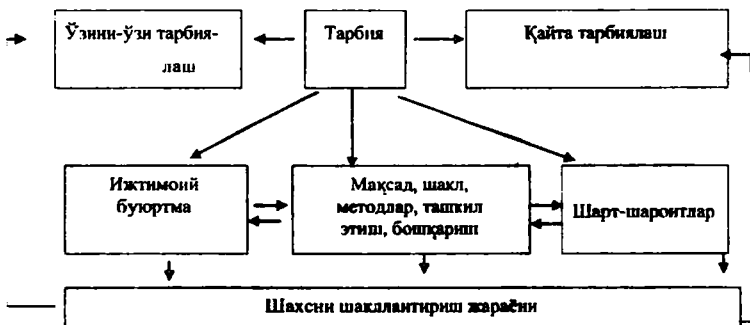 Ўзини-ўзи тарбия-
лаш
Тарбия
Қайта тарбиялаш
Ижтимоий
буюртма
Мақсад, шакл,
методлар, ташкил
этиш, бошқариш
Шарт-шароитлар
Шахсни шакллантириш жараёни